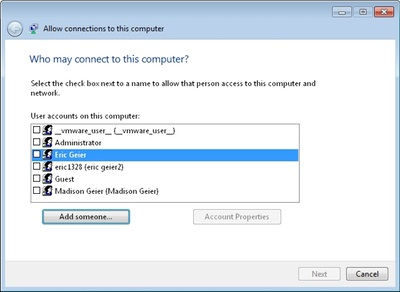 Allow connections to this computer
Who may connect to this computer?
Select the check box next to a name to allow that person access to this computer and
network.
User accounts on this computer:
__vmware_user__ (__vmware_user__)
Administrator
Eric Geier
eric1328 (eric geier2)
Guest
Madison Geier (Madison Geier)
Add someone...
Account Properties
Next
Cancel